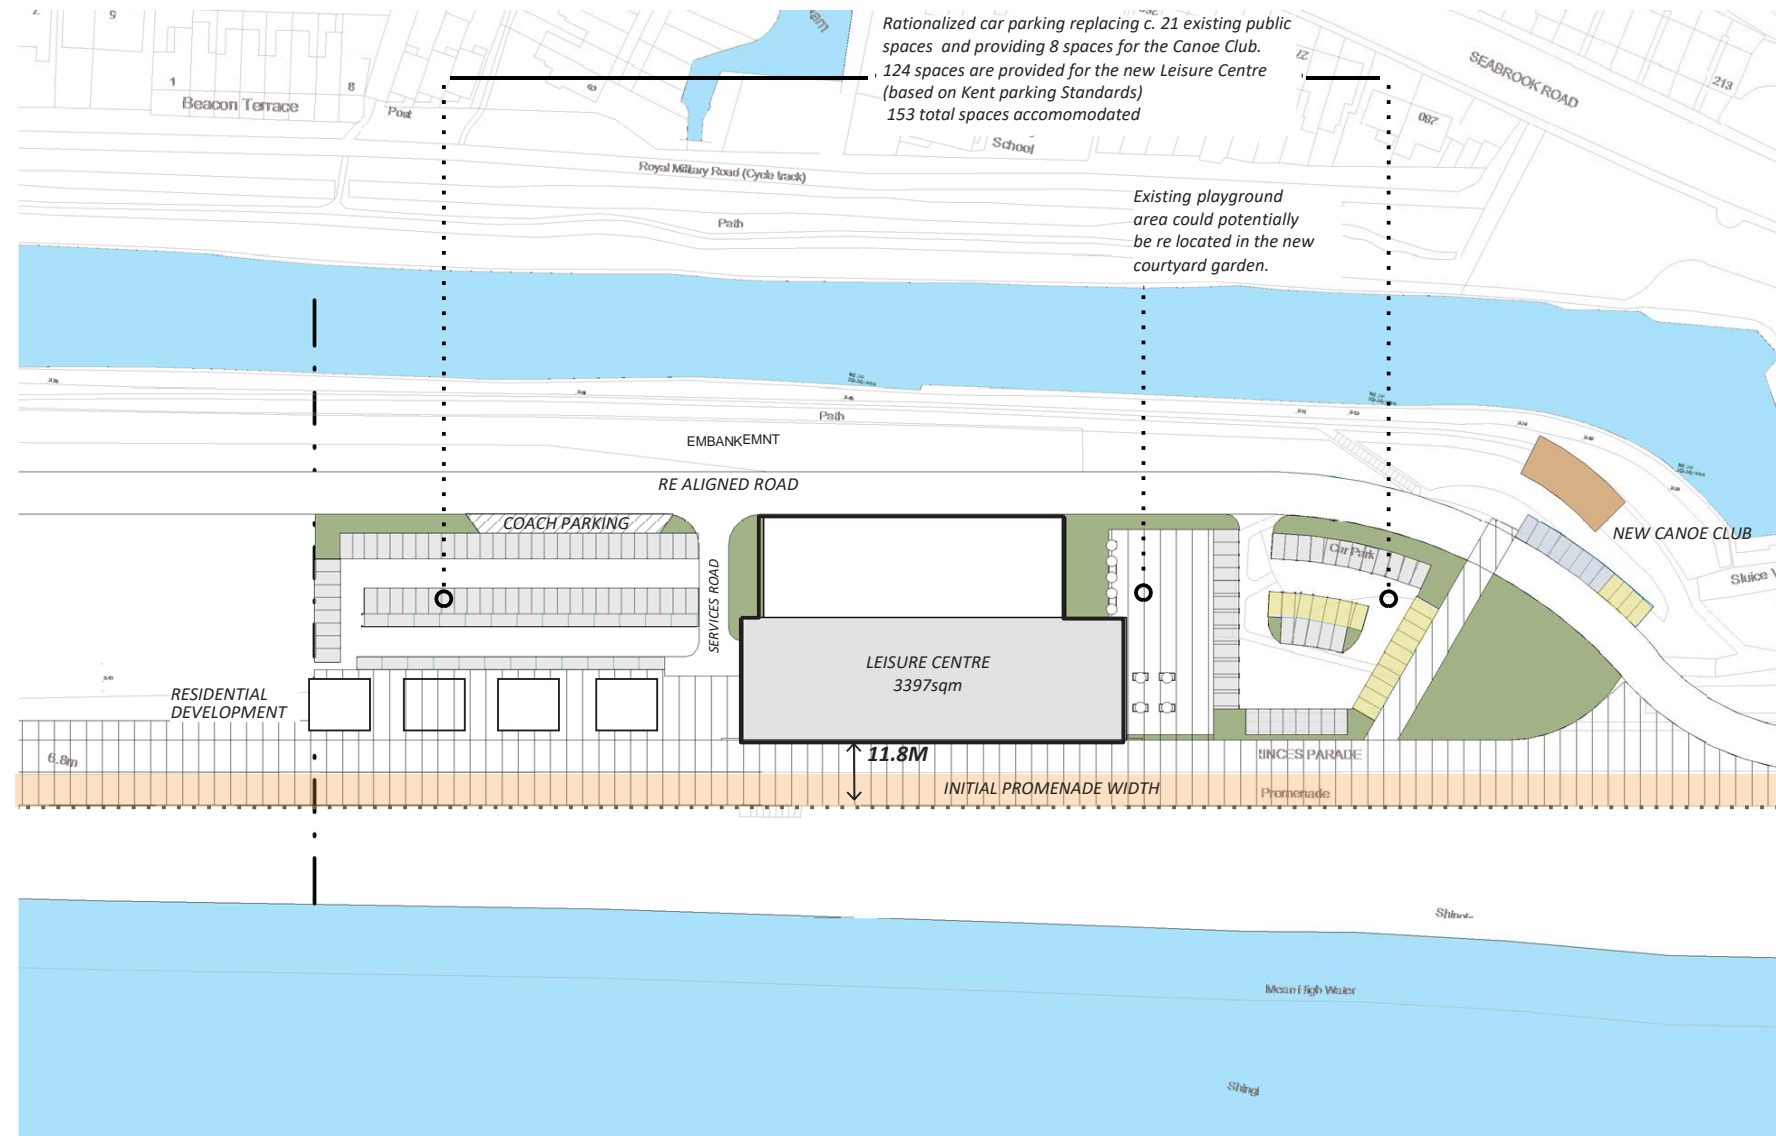 Rationalized car parking replacing c. 21 existing public
spaces and providing 8 spaces for the Canoe Club.
124 spaces are provided for the new Leisure Centre
(based on Kent parking Standards)
153 total spaces accomomodated
SEABROOK ROAD
213
1
8
Beacon Terrace
Post
School
Royal Military Road (Cycle track)
Existing playground
area could potentially
be re located in the new
courtyard garden.
Path
Path
EMBANKEMNT
RE ALIGNED ROAD
COACH PARKING
NEW CANOE CLUB
Car Park
Sluice
SERVICES ROAD
LEISURE CENTRE
3397sqm
RESIDENTIAL
DEVELOPMENT
6.8m
11.8M
INCES PARADE
INITIAL PROMENADE WIDTH
Promenade
Mean High Water
Shingl